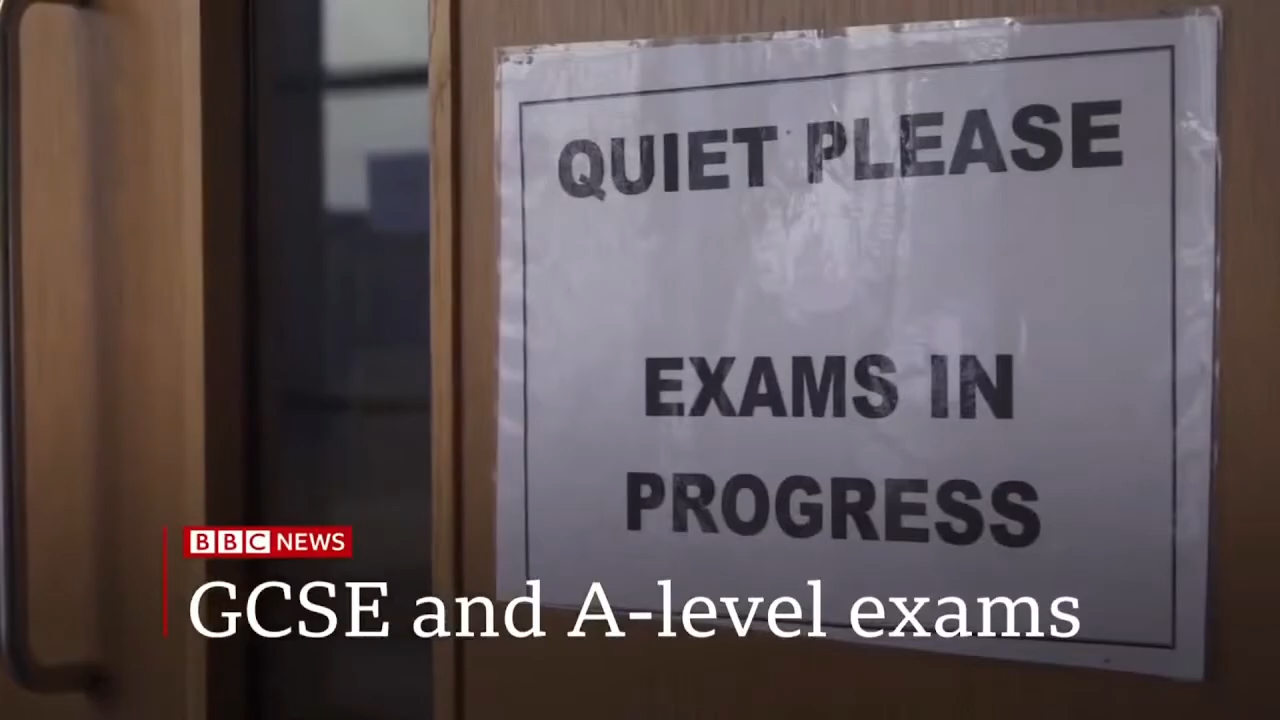 QUIET PLEASE
EXAMS IN
PROGRESS
BBC NEWS
GCSE and A-level exams